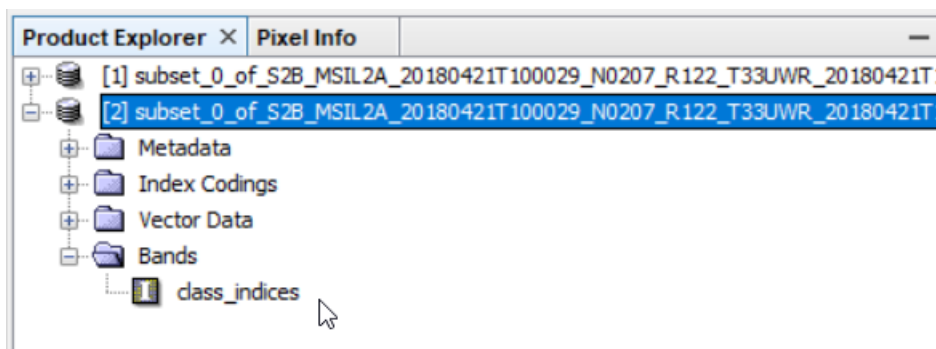 Product Explorer × Pixel Info
[1] subset_0_of_S2B_MSIL2A_20180421T100029_N0207_R122_T33UWR_20180421T
[2] subset_0_of_S2B_MSIL2A_20180421T100029_N0207_R122_T33UWR_20180421T
Metadata
Index Codings
Vector Data
Bands
class_indices